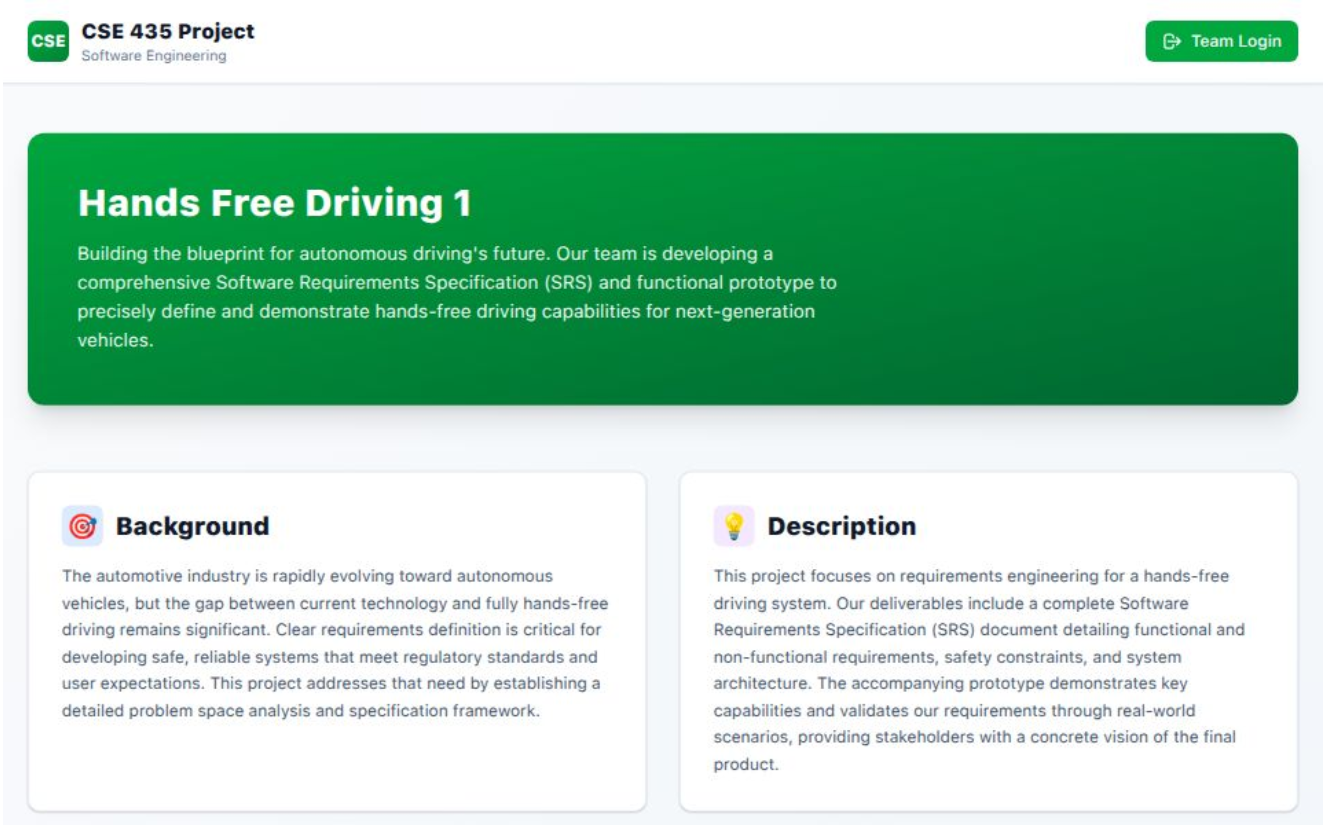 CSE
CSE 435 Project
Software Engineering
Team Login
Hands Free Driving 1
Building the blueprint for autonomous driving's future. Our team is developing a
comprehensive Software Requirements Specification (SRS) and functional prototype to
precisely define and demonstrate hands-free driving capabilities for next-generation
vehicles.
Background
The automotive industry is rapidly evolving toward autonomous
vehicles, but the gap between current technology and fully hands-free
driving remains significant. Clear requirements definition is critical for
developing safe, reliable systems that meet regulatory standards and
user expectations. This project addresses that need by establishing a
detailed problem space analysis and specification framework.
Description
This project focuses on requirements engineering for a hands-free
driving system. Our deliverables include a complete Software
Requirements Specification (SRS) document detailing functional and
non-functional requirements, safety constraints, and system
architecture. The accompanying prototype demonstrates key
capabilities and validates our requirements through real-world
scenarios, providing stakeholders with a concrete vision of the final
product.